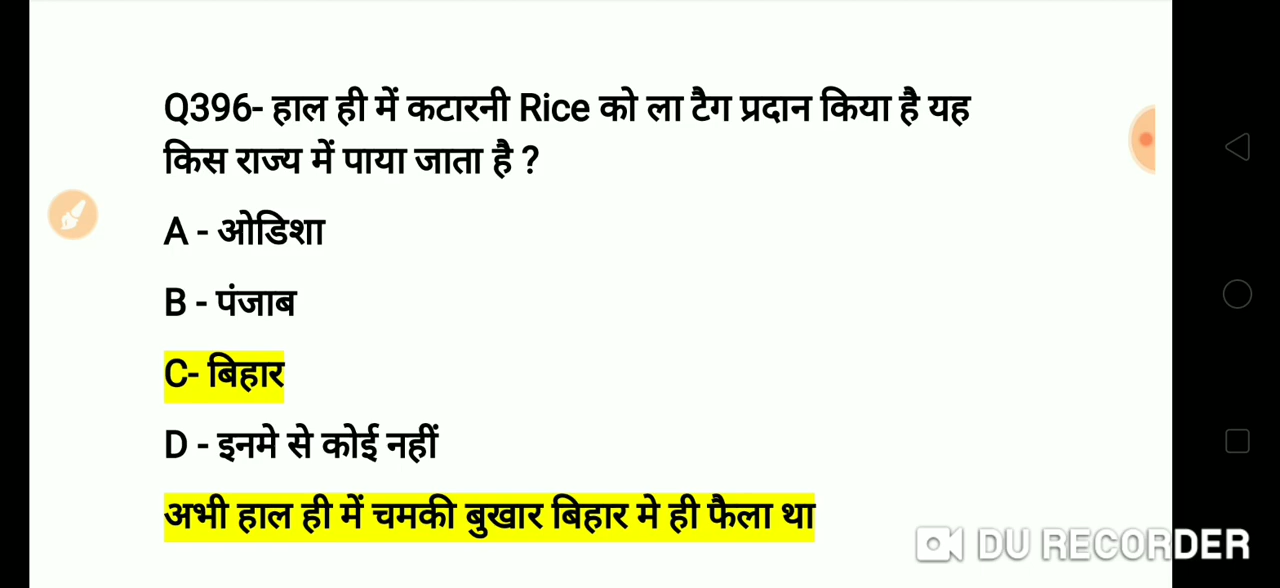 Q396- हाल ही में कटारनी Rice को ला टैग प्रदान किया है यह
किस राज्य में पाया जाता है ?
A - ओडिशा
B - पंजाब
C- बिहार
D - इनमे से कोई नहीं
अभी हाल ही में चमकी बुखार बिहार मे ही फैला था
DU RECORDER